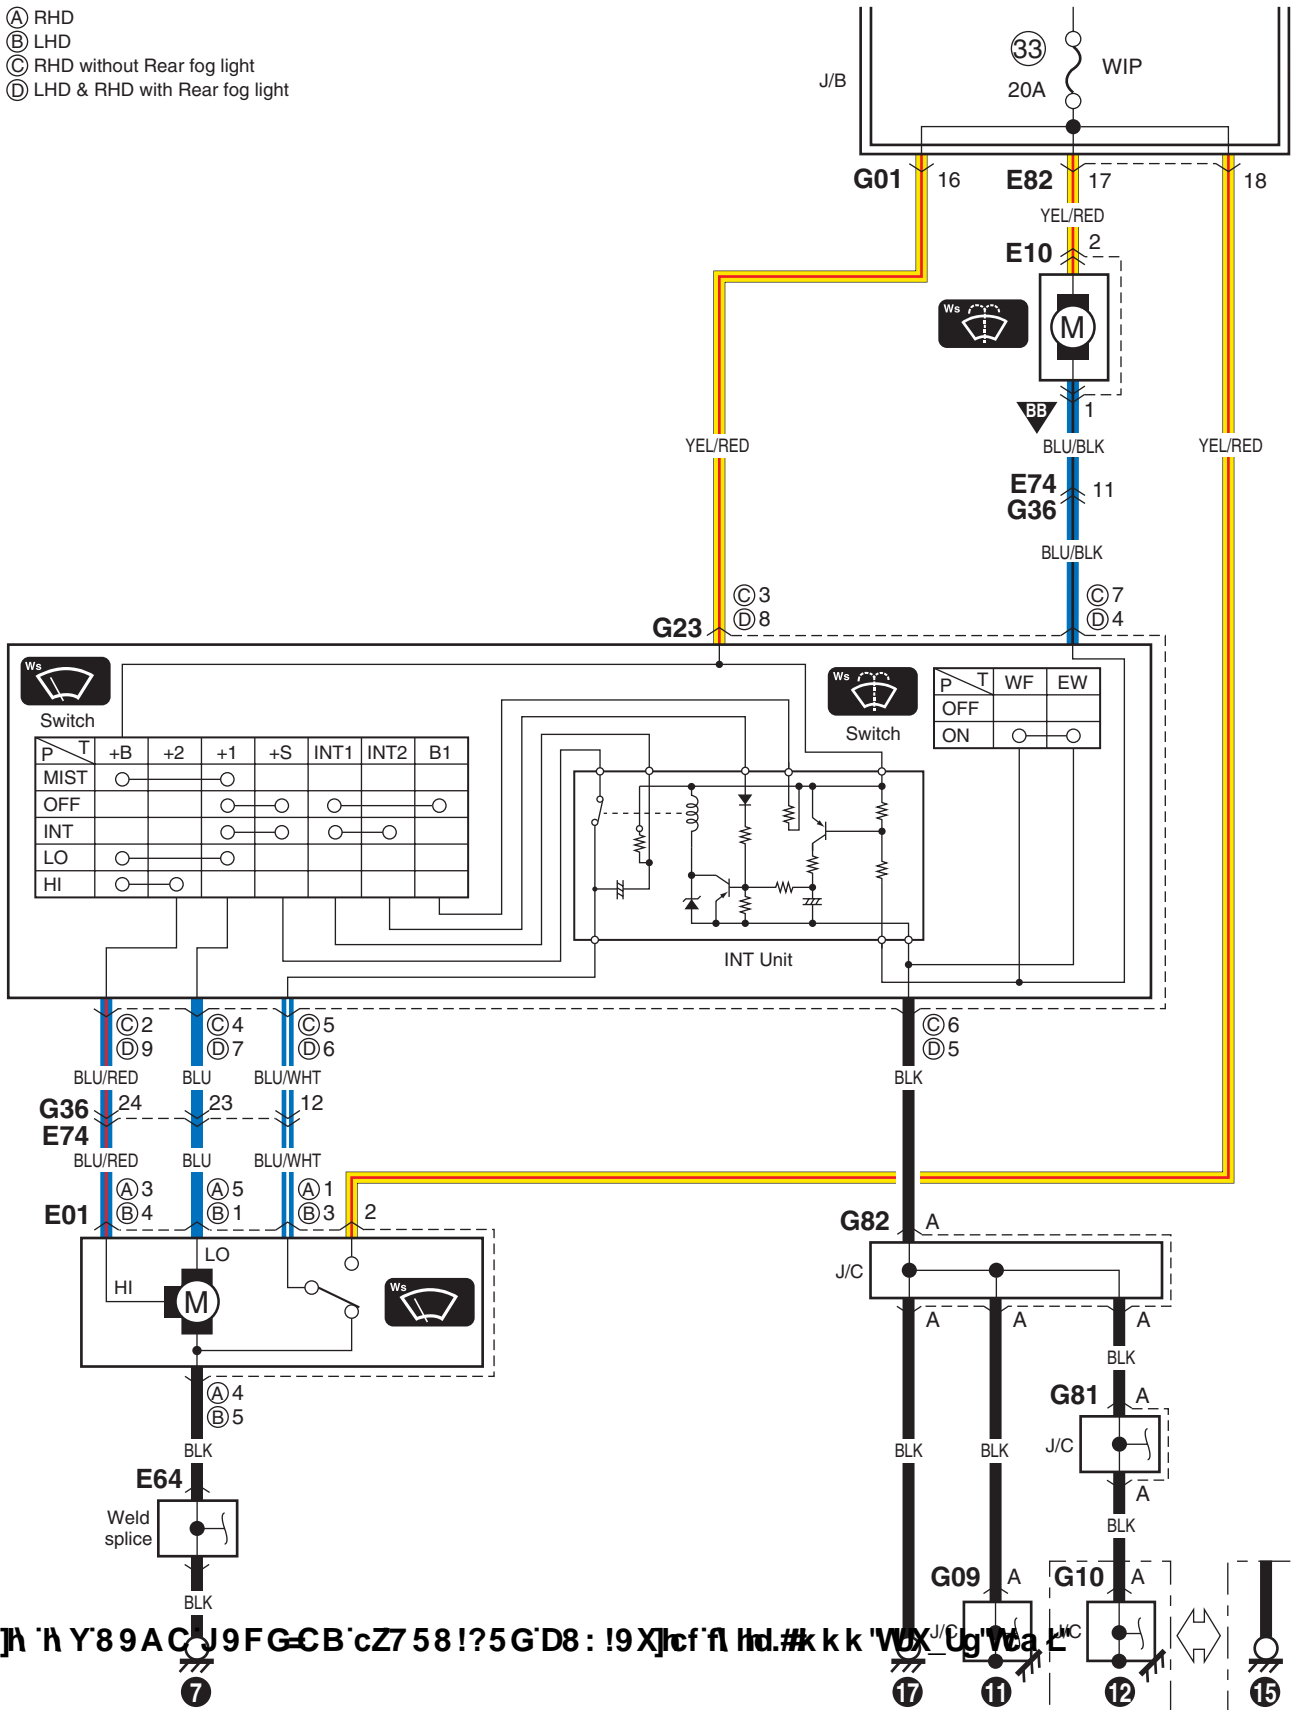 Ⓐ RHD
Ⓑ LHD
Ⓒ RHD without Rear fog light
Ⓓ LHD & RHD with Rear fog light
J/B
33
20A
WIP
G01 16
E82 17
18
YEL/RED
E10 2
Ws
M
BB
1
YEL/RED
BLU/BLK
YEL/RED
E74
G36
11
BLU/BLK
Ⓒ3
Ⓓ8
Ⓒ7
Ⓓ4
G23
Ws
Switch
Ws
Switch
P T WF EW
OFF
ON
P T +B +2 +1 +S INT1 INT2 B1
MIST
OFF
INT
LO
HI
INT Unit
Ⓒ2 Ⓒ4 Ⓒ5 Ⓒ6
Ⓓ9 Ⓓ7 Ⓓ6 Ⓓ5
BLU/RED BLU BLU/WHT BLK
G36 24 23 12
E74
BLU/RED BLU BLU/WHT
Ⓐ3 Ⓐ5 Ⓐ1
E01 Ⓑ4 Ⓑ1 Ⓑ3 2
G82 A
LO
HI
M
Ws
J/C
A A A
BLK
Ⓐ4
Ⓑ5
G81 A
BLK BLK BLK
J/C
E64
A
Weld
splice
BLK
BLK
G09 A
G10 A
J/C
J/C
7 17 11 12 15